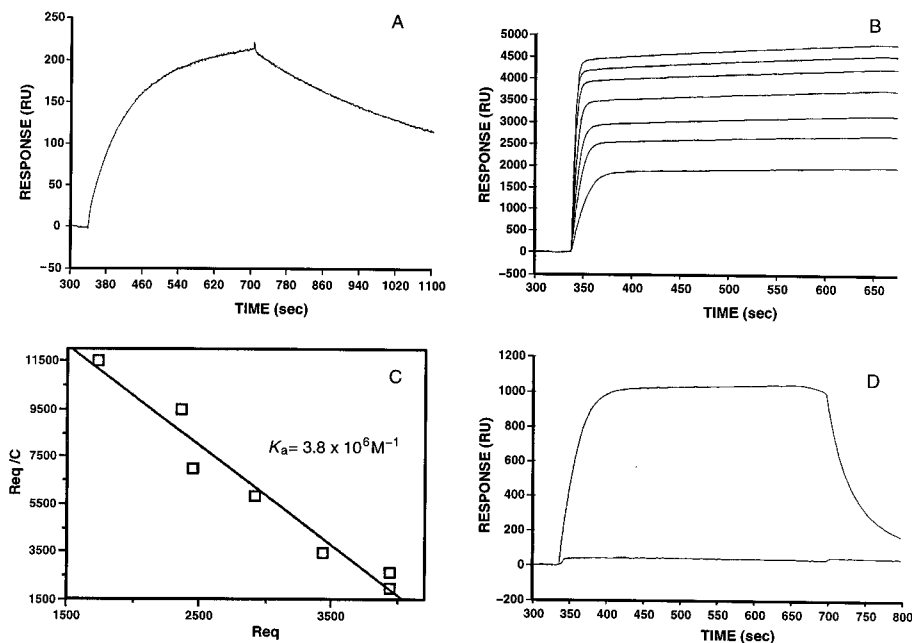 A
RESPONSE (RU)
250
200
150
100
50
0
−50
300 380 460 540 620 700 780 860 940 1020 1100
TIME (sec)
B
RESPONSE (RU)
5000
4500
4000
3500
3000
2500
2000
1500
1000
500
0
−500
300 350 400 450 500 550 600 650
TIME (sec)
C
Req /C
11500
9500
7500
5500
3500
1500
Ka= 3.8 x 10⁶M⁻¹
1500 2500 3500
Req
D
RESPONSE (RU)
1200
1000
800
600
400
200
0
−200
300 350 400 450 500 550 600 650 700 750 800
TIME (sec)